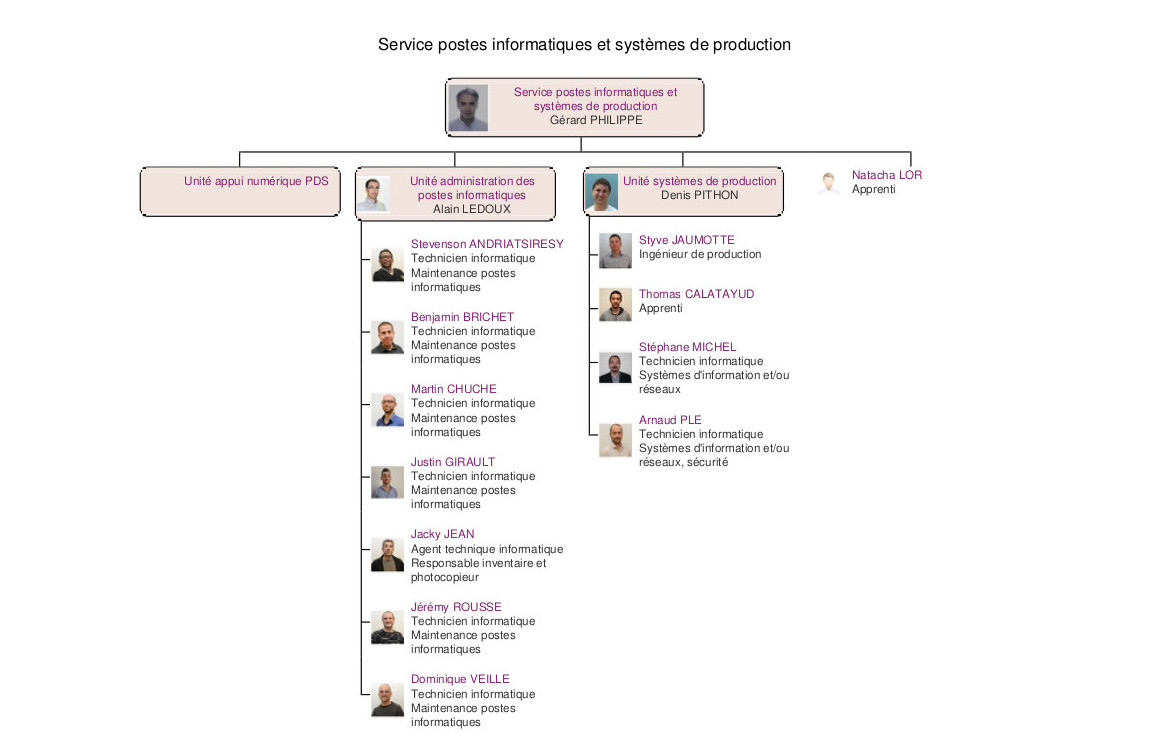 Service postes informatiques et systèmes de production
Service postes informatiques et
systèmes de production
Gérard PHILIPPE
Unité appui numérique PDS
Unité administration des
postes informatiques
Alain LEDOUX
Stevenson ANDRIATSIRESY
Technicien informatique
Maintenance postes
informatiques
Benjamin BRICHET
Technicien informatique
Maintenance postes
informatiques
Martin CHUCHE
Technicien informatique
Maintenance postes
informatiques
Justin GIRAULT
Technicien informatique
Maintenance postes
informatiques
Jacky JEAN
Agent technique informatique
Responsable inventaire et
photocopieur
Jérémy ROUSSE
Technicien informatique
Maintenance postes
informatiques
Dominique VEILLE
Technicien informatique
Maintenance postes
informatiques
Unité systèmes de production
Denis PITHON
Styve JAUMOTTE
Ingénieur de production
Thomas CALATAYUD
Apprenti
Stéphane MICHEL
Technicien informatique
Systèmes d'information et/ou
réseaux
Arnaud PLE
Technicien informatique
Systèmes d'information et/ou
réseaux, sécurité
Natacha LOR
Apprenti